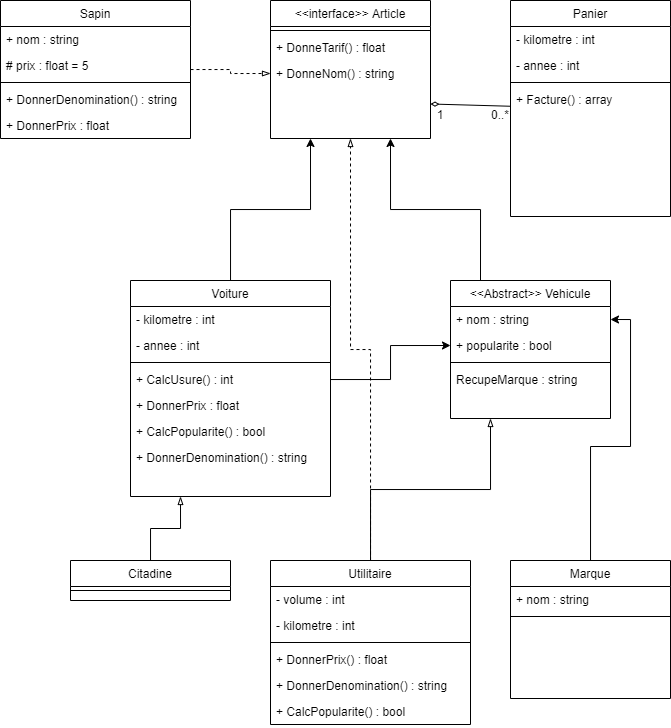 Sapin
+ nom : string
# prix : float = 5
+ DonnerDenomination() : string
+ DonnerPrix : float
<<interface>> Article
+ DonneTarif() : float
+ DonneNom() : string
1
0..*
Panier
- kilometre : int
- annee : int
+ Facture() : array
Voiture
- kilometre : int
- annee : int
+ CalcUsure() : int
+ DonnerPrix : float
+ CalcPopularite() : bool
+ DonnerDenomination() : string
<<Abstract>> Vehicule
+ nom : string
+ popularite : bool
RecupeMarque : string
Citadine
Utilitaire
- volume : int
- kilometre : int
+ DonnerPrix() : float
+ DonnerDenomination() : string
+ CalcPopularite() : bool
Marque
+ nom : string